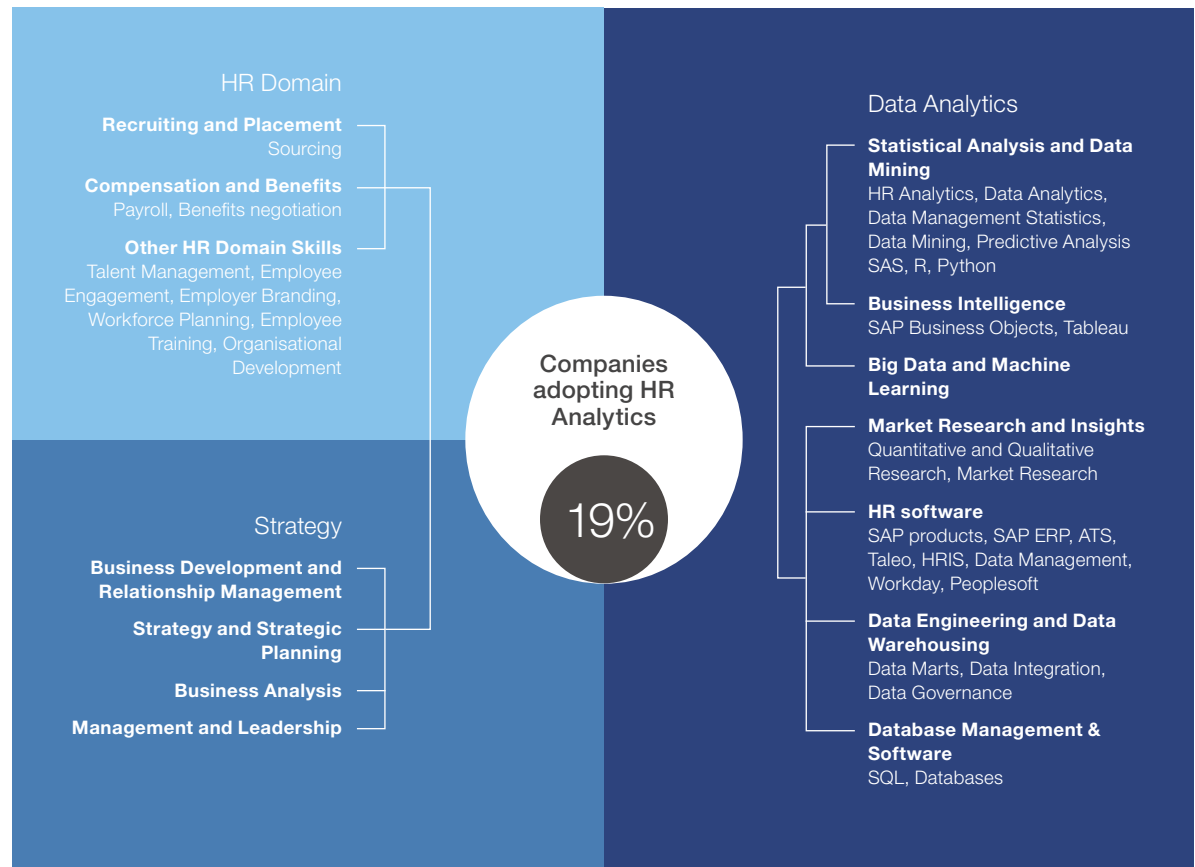 HR Domain
Recruiting and Placement
Sourcing
Compensation and Benefits
Payroll, Benefits negotiation
Other HR Domain Skills
Talent Management, Employee
Engagement, Employer Branding,
Workforce Planning, Employee
Training, Organisational
Development
Strategy
Business Development and
Relationship Management
Strategy and Strategic
Planning
Business Analysis
Management and Leadership
Companies
adopting HR
Analytics
19%
Data Analytics
Statistical Analysis and Data
Mining
HR Analytics, Data Analytics,
Data Management Statistics,
Data Mining, Predictive Analysis
SAS, R, Python
Business Intelligence
SAP Business Objects, Tableau
Big Data and Machine
Learning
Market Research and Insights
Quantitative and Qualitative
Research, Market Research
HR software
SAP products, SAP ERP, ATS,
Taleo, HRIS, Data Management,
Workday, Peoplesoft
Data Engineering and Data
Warehousing
Data Marts, Data Integration,
Data Governance
Database Management &
Software
SQL, Databases